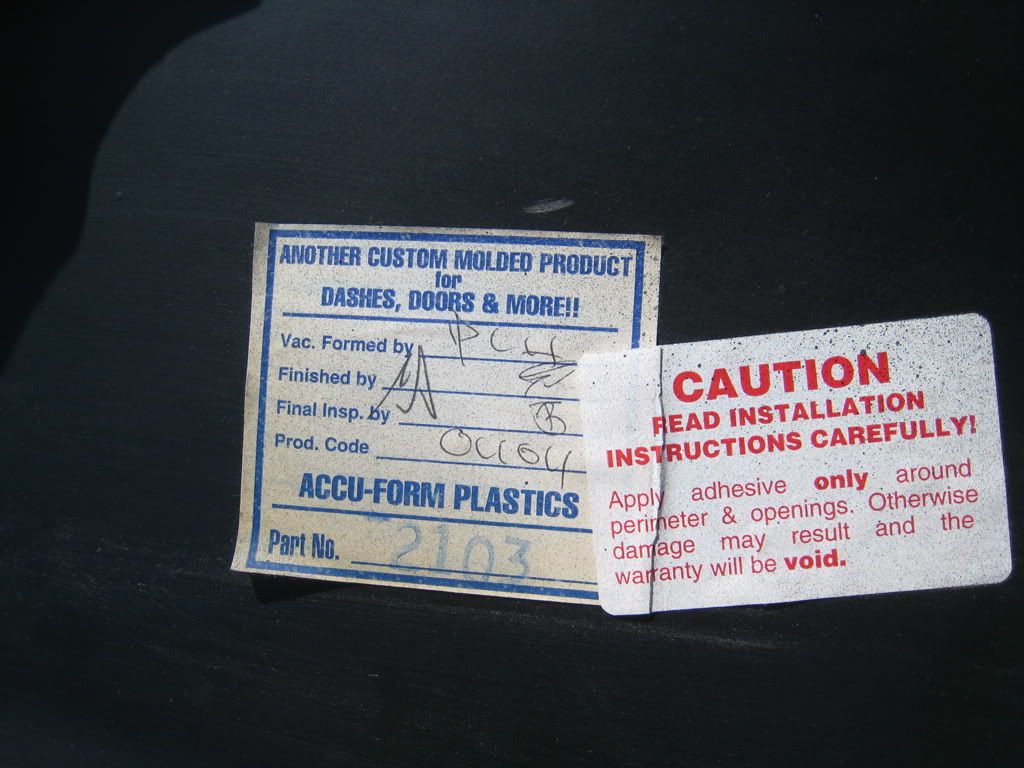 ANOTHER CUSTOM MOLDED PRODUCT
for
DASHES, DOORS & MORE!!
Vac. Formed by
Finished by
Final Insp. by
Prod. Code
ACCU-FORM PLASTICS
Part No. 2103
CAUTION
READ INSTALLATION
INSTRUCTIONS CAREFULLY!
Apply adhesive only around
perimeter & openings. Otherwise
damage may result and the
warranty will be void.